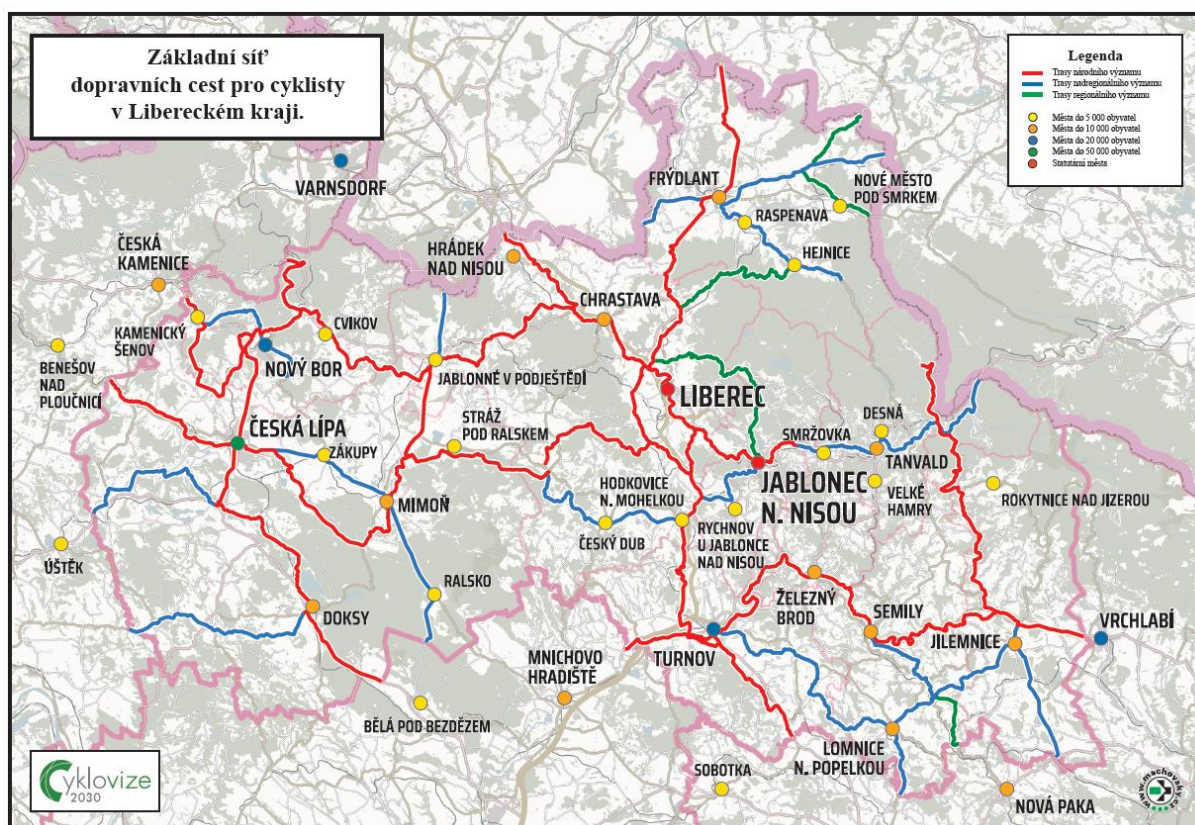 Základní síť
dopravních cest pro cyklisty
v Libereckém kraji.
Legenda
Trasy národního významu
Trasy nadregionálního významu
Trasy regionálního významu
Města do 5 000 obyvatel
Města do 10 000 obyvatel
Města do 20 000 obyvatel
Města do 50 000 obyvatel
Statutární města
VARNSDORF
FRÝDLANT
NOVÉ MĚSTO
POD SMRKEM
RASPENAVA
HEJNICE
ČESKÁ
KAMENICE
HRÁDEK
NAD NISOU
CHRASTAVA
KAMENICKÝ
ŠENOV
CVIKOV
NOVÝ BOR
BENEŠOV
NAD
PLOUČNICÍ
JABLONNÉ V PODJEŠTĚDÍ
LIBEREC
ČESKÁ LÍPA
STRÁŽ
POD RALSKEM
ZÁKUPY
DESNÁ
SMRŽOVKA
TANVALD
JABLONEC
N. NISOU
VELKÉ
HAMRY
ROKYTNICE NAD JIZEROU
HODKOVICE
N. MOHELKOU
MIMOŇ
RYCHNOV
U JABLONCE
NAD NISOU
ČESKÝ DUB
ÚŠTĚK
RALSKO
DOKSY
ŽELEZNÝ
BROD
SEMILY
JILEMNICE
VRCHLABÍ
TURNOV
MNICHOVO
HRADIŠTĚ
BĚLÁ POD BEZDĚZEM
LOMNICE
N. POPELKOU
SOBOTKA
NOVÁ PAKA
Cyklovize
2030
www.machovsky.cz